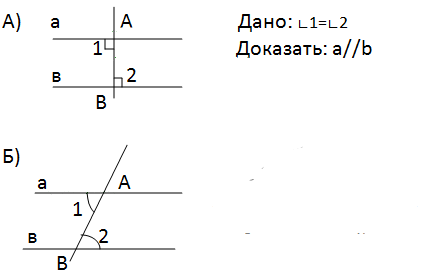 А) а А Дано: ∟1=∟2
1 Доказать: a//b
в 2
В
Б)
а А
1
в 2
В